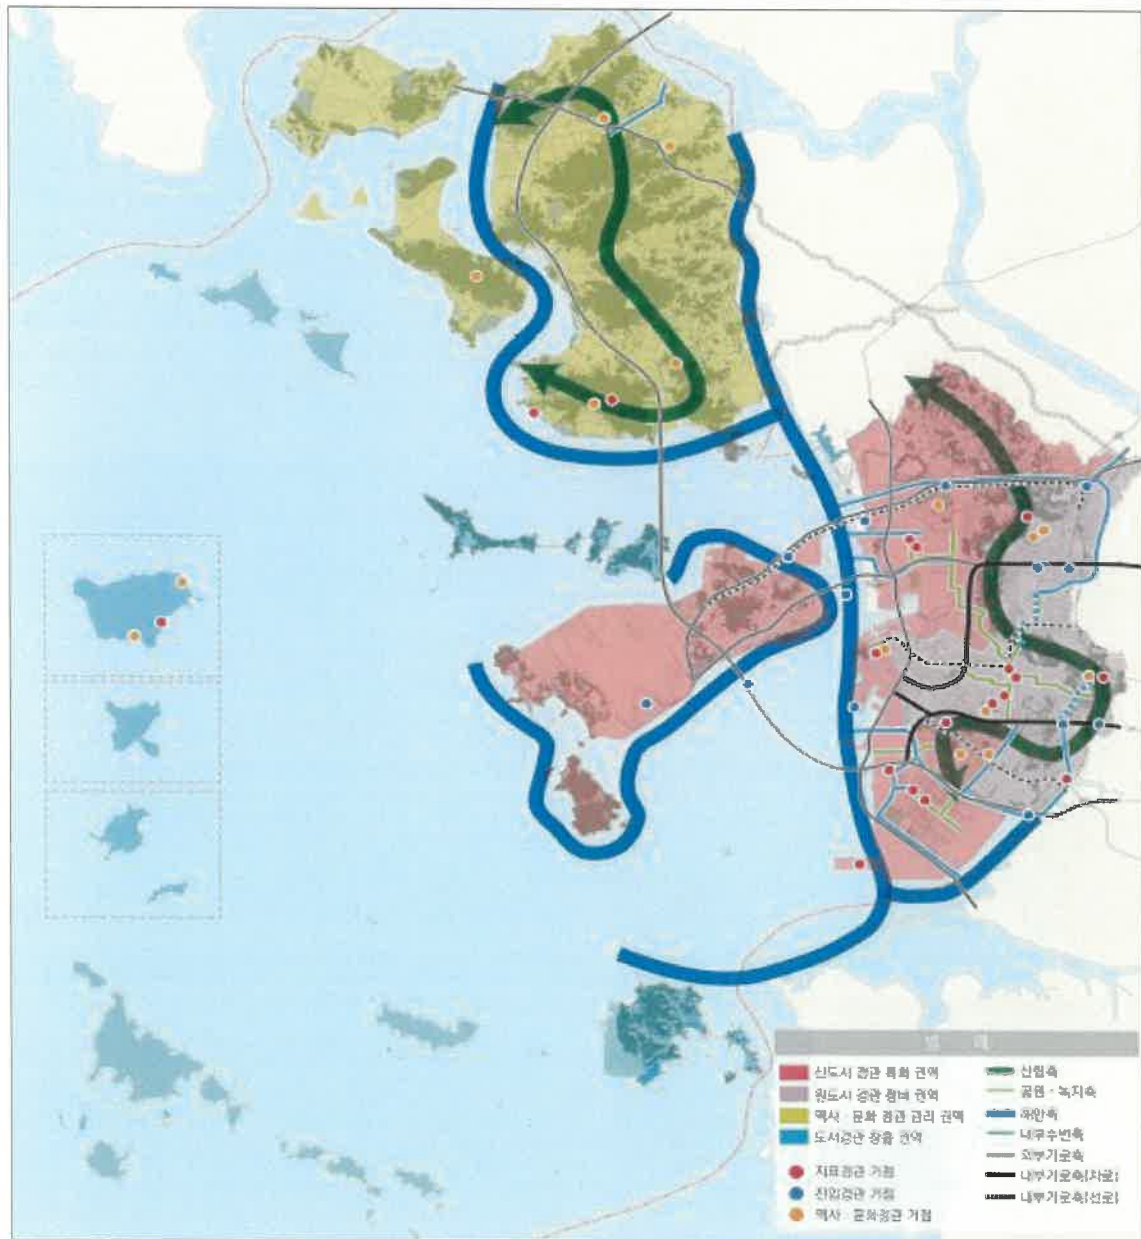 범 례
신도시 경관 특화 권역
원도시 경관 정비 권역
역사 · 문화 경관 관리 권역
도서경관 창출 권역
지표경관 거점
진입경관 거점
역사 · 문화경관 거점
산림축
공원 · 녹지축
해안축
내부수변축
외부가로축
내부가로축(차로)
내부가로축(선로)